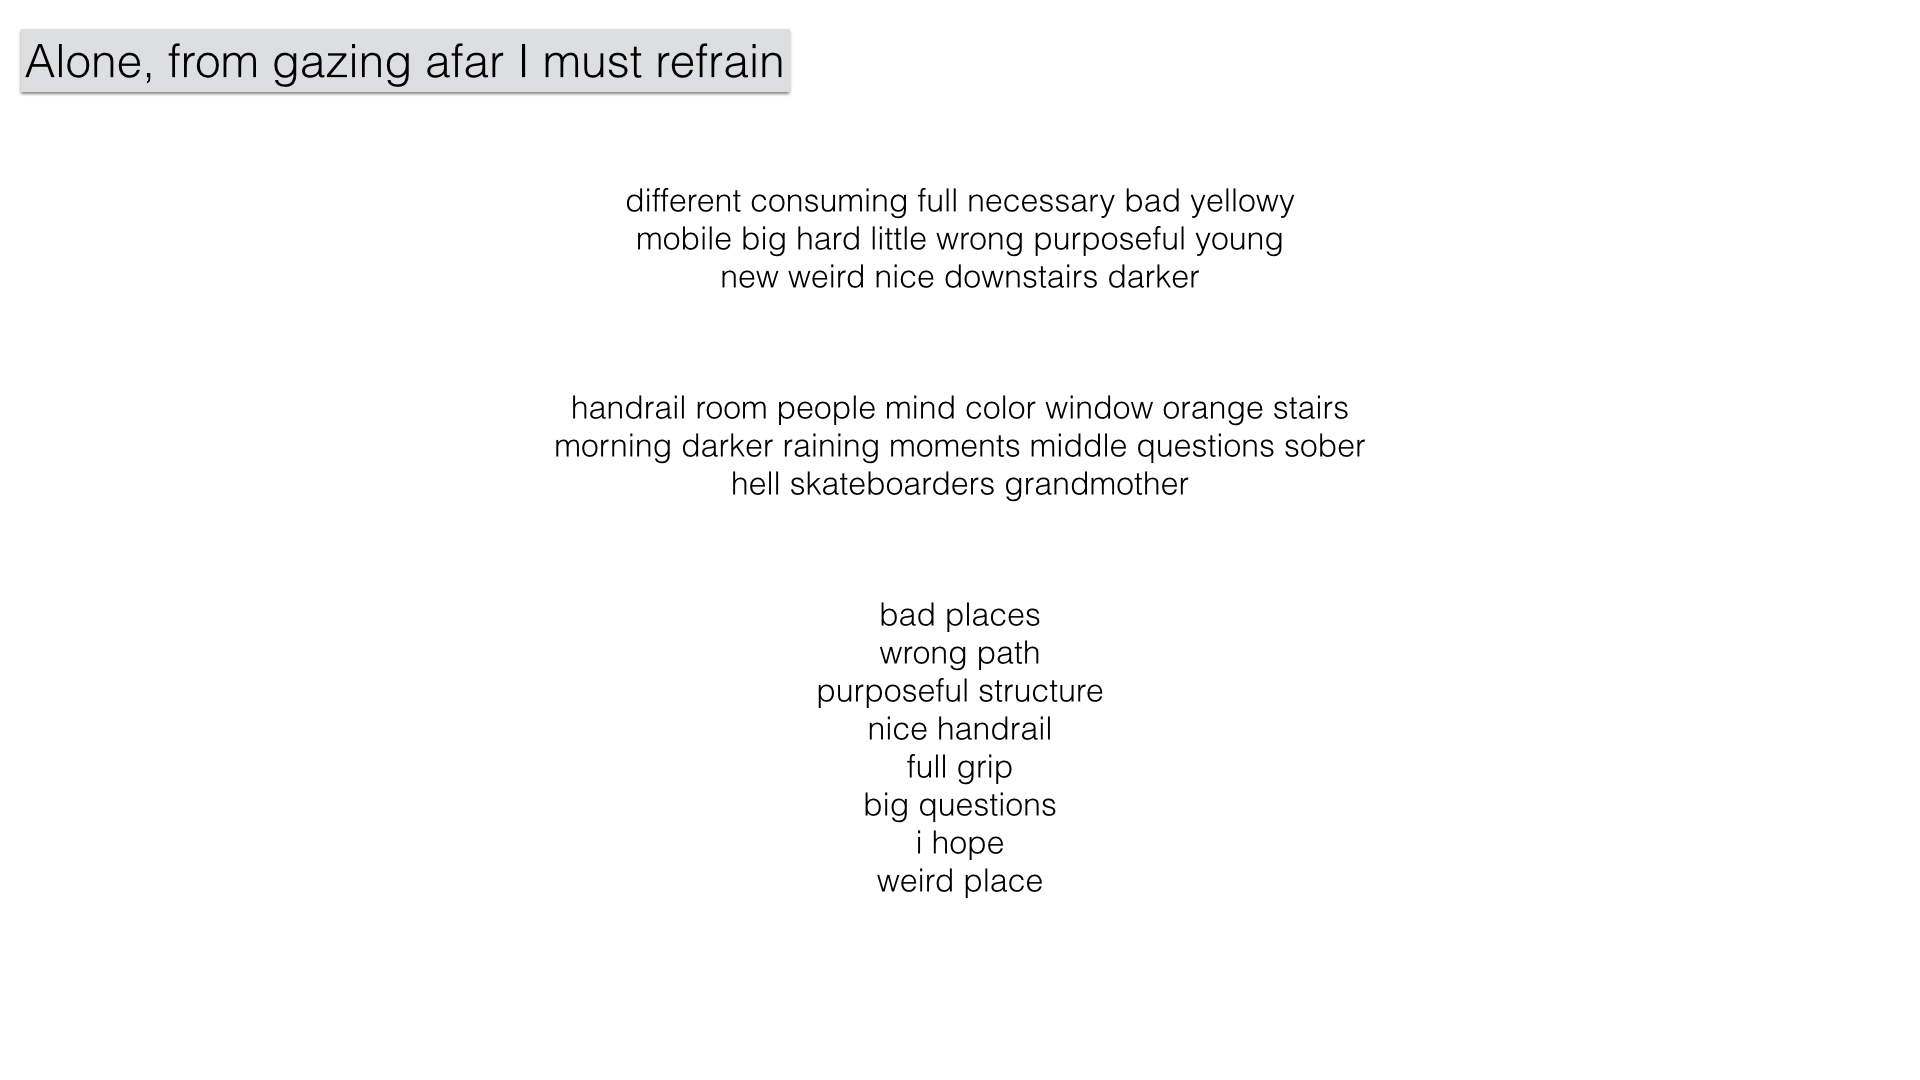 Alone, from gazing afar I must refrain
different consuming full necessary bad yellowy
mobile big hard little wrong purposeful young
new weird nice downstairs darker
handrail room people mind color window orange stairs
morning darker raining moments middle questions sober
hell skateboarders grandmother
bad places
wrong path
purposeful structure
nice handrail
full grip
big questions
i hope
weird place